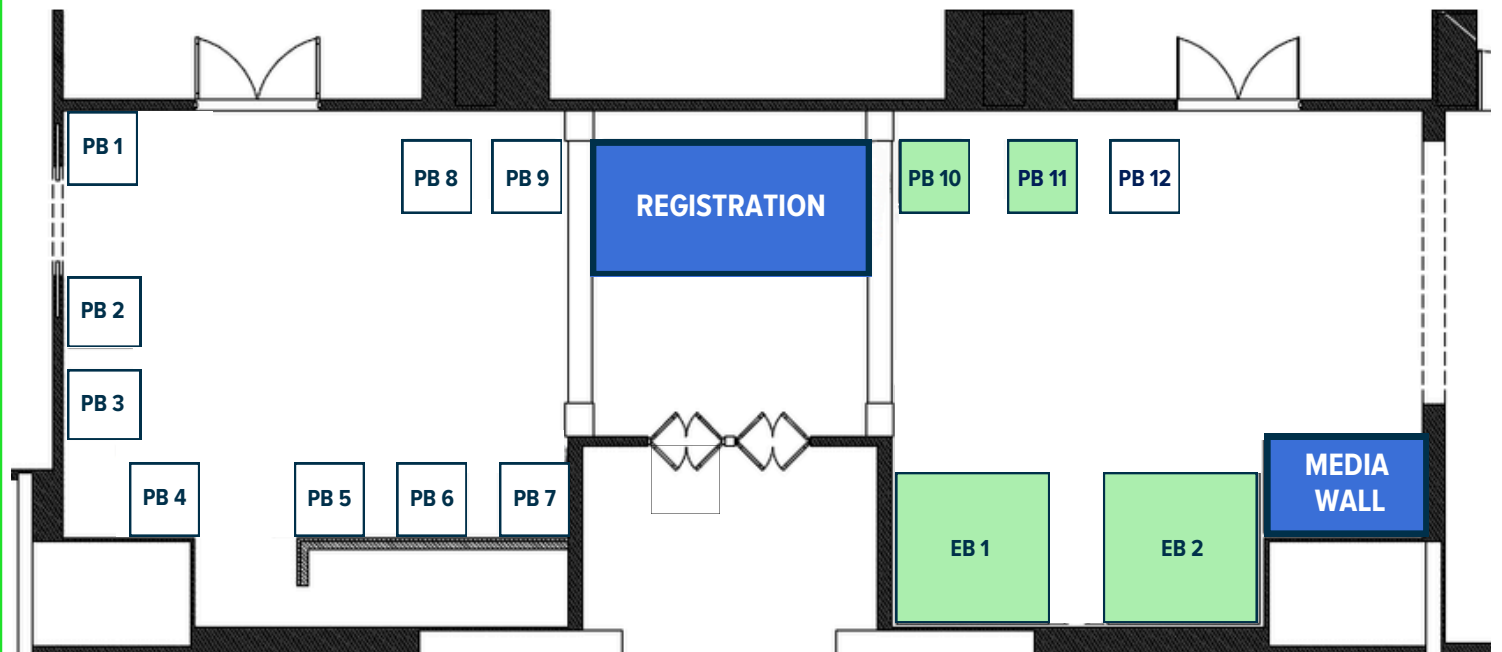 PB 1
PB 8
PB 9
REGISTRATION
PB 10
PB 11
PB 12
PB 2
PB 3
PB 4
PB 5
PB 6
PB 7
EB 1
EB 2
MEDIA
WALL